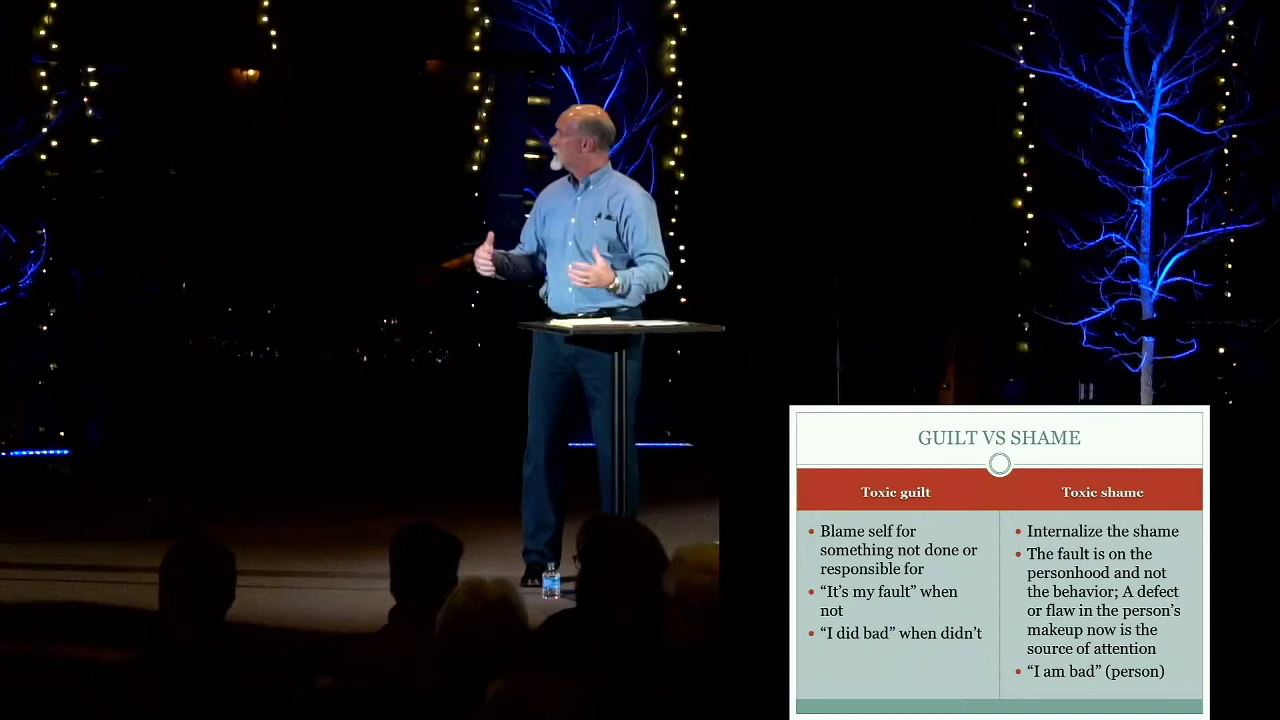 GUILT VS SHAME
Toxic guilt
Toxic shame
• Blame self for
something not done or
responsible for
• “It’s my fault” when
not
• “I did bad” when didn’t
• Internalize the shame
• The fault is on the
personhood and not
the behavior; A defect
or flaw in the person’s
makeup now is the
source of attention
• “I am bad” (person)